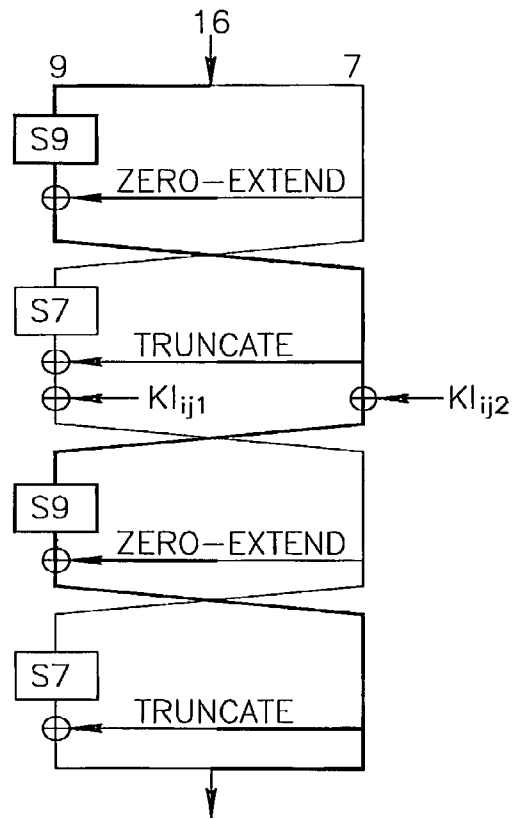 16
9 7
S9
ZERO-EXTEND
S7
TRUNCATE
KI_ij1 KI_ij2
S9
ZERO-EXTEND
S7
TRUNCATE